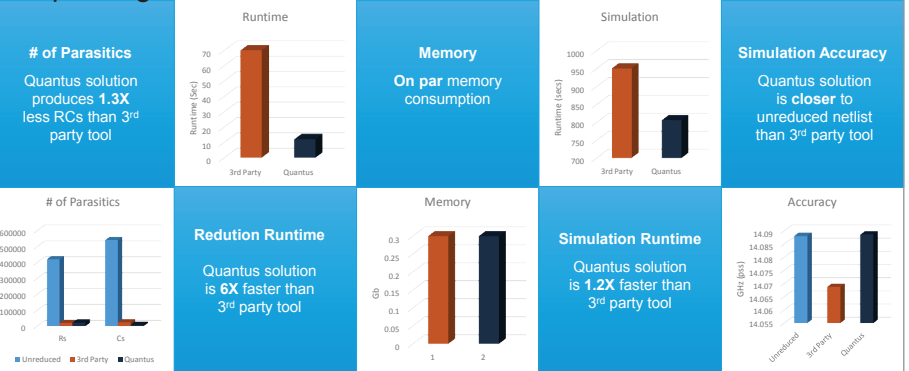 # of Parasitics
Quantus solution
produces 1.3X
less RCs than 3rd
party tool
Runtime
Runtime (Sec)
70
60
50
40
30
20
10
0
3rd Party
Quantus
Memory
On par memory
consumption
Simulation
Runtime (secs)
1000
950
900
850
800
750
700
3rd Party
Quantus
Simulation Accuracy
Quantus solution
is closer to
unreduced netlist
than 3rd party tool
# of Parasitics
600000
500000
400000
300000
200000
100000
0
Rs
Cs
Unreduced
3rd Party
Quantus
Redution Runtime
Quantus solution
is 6X faster than
3rd party tool
Memory
Gb
0.3
0.25
0.2
0.15
0.1
0.05
0
1
2
Simulation Runtime
Quantus solution
is 1.2X faster than
3rd party tool
Accuracy
GHz (pss)
14.09
14.085
14.08
14.075
14.07
14.065
14.06
14.055
Unreduced
3rd Party
Quantus